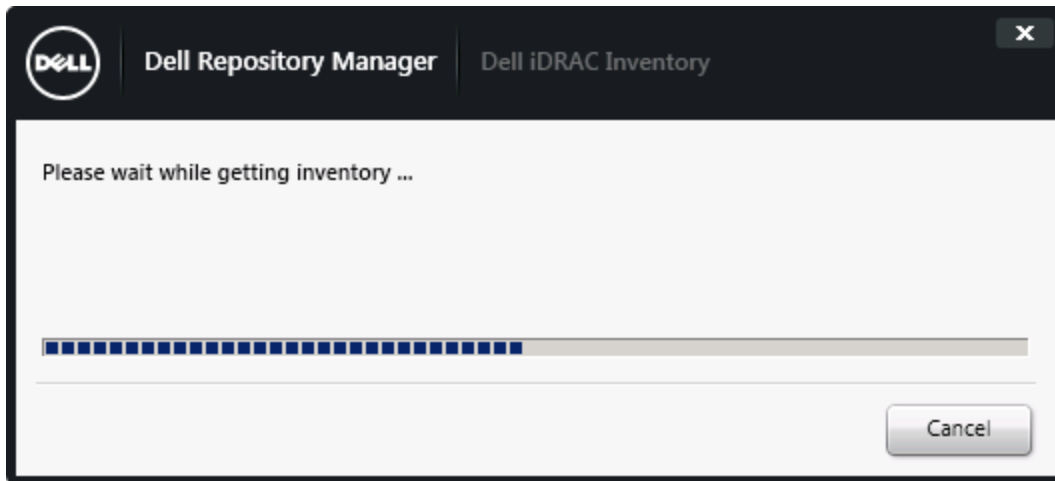 DELL
Dell Repository Manager
Dell iDRAC Inventory
X
Please wait while getting inventory ...
Cancel